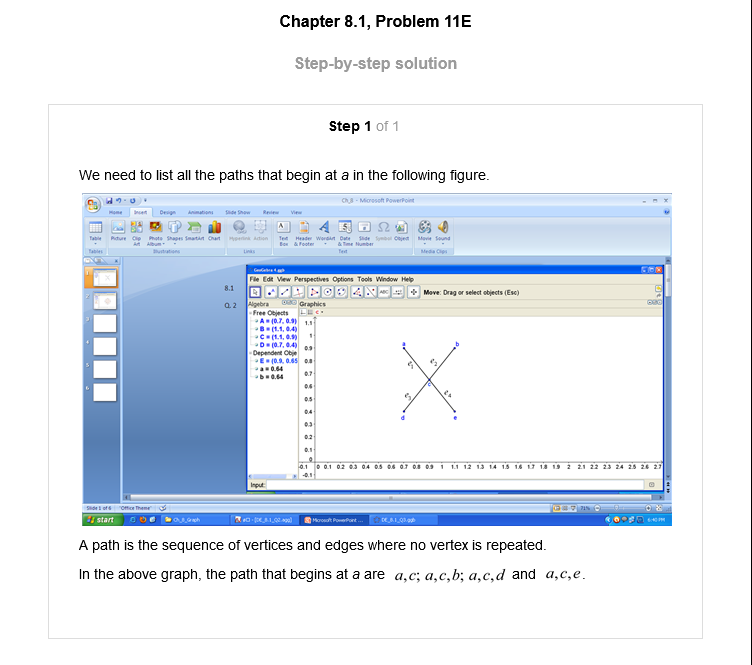 Chapter 8.1, Problem 11E
Step-by-step solution
Step 1 of 1
We need to list all the paths that begin at a in the following figure.
Ch_8 - Microsoft PowerPoint
Home Insert Design Animations Slide Show Review View
Table Picture Clip Art Photo Album Shapes SmartArt Chart Hyperlink Action Text Box Header & Footer WordArt Date & Time Slide Number Symbol Object Movie Sound
Tables Illustrations Links Text Media Clips
8.1
Q. 2
GeoGebra 4.ggb
File Edit View Perspectives Options Tools Window Help
ABC
Move: Drag or select objects (Esc)
Algebra
Graphics
Free Objects
A = (0.7, 0.9)
B = (1.1, 0.4)
C = (1.1, 0.9)
D = (0.7, 0.4)
Dependent Obje
E = (0.9, 0.65
a = 0.64
b = 0.64
1.1
1
0.9
0.8
0.7
0.6
0.5
0.4
0.3
0.2
0.1
0
-0.1
a b
e1 e2
c
e3 e4
d e
-0.1 0 0.1 0.2 0.3 0.4 0.5 0.6 0.7 0.8 0.9 1 1.1 1.2 1.3 1.4 1.5 1.6 1.7 1.8 1.9 2 2.1 2.2 2.3 2.4 2.5 2.6 2.7
Input:
Slide 1 of 6 "Office Theme" 71%
start Ch_8_Graph Microsoft PowerPoint ... 6:40 PM
A path is the sequence of vertices and edges where no vertex is repeated.
In the above graph, the path that begins at a are a,c; a,c,b; a,c,d and a,c,e.